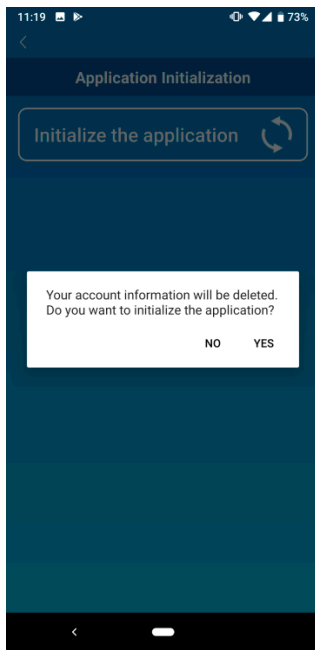 11:19 73%
Application Initialization
Initialize the application
Your account information will be deleted.
Do you want to initialize the application?
NO YES